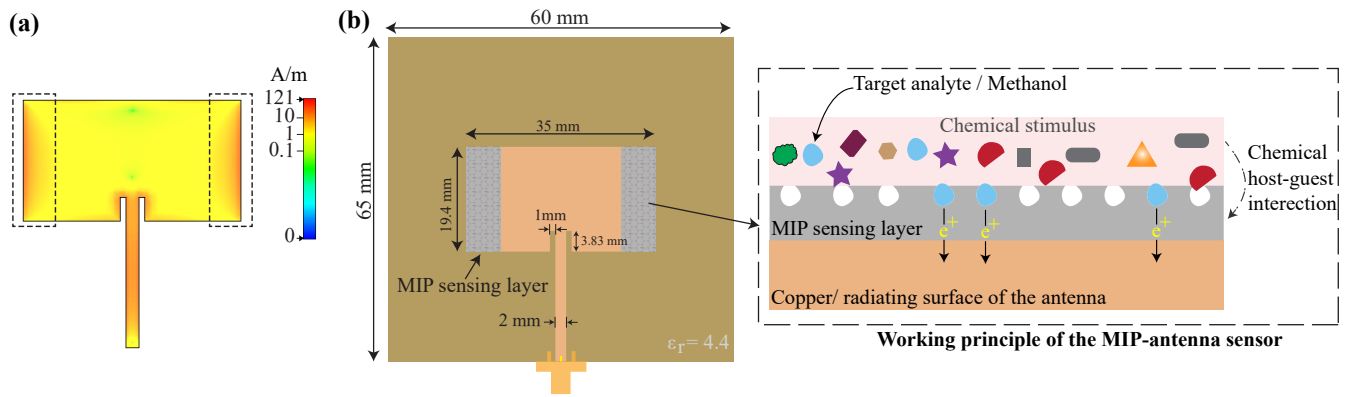 (a)
A/m
121
10
1
0.1
0
(b)
60 mm
65 mm
35 mm
19.4 mm
1mm
3.83 mm
MIP sensing layer
2 mm
εr= 4.4
Target analyte / Methanol
Chemical stimulus
Chemical
host-guest
interection
MIP sensing layer
e+
e+
e+
Copper/ radiating surface of the antenna
Working principle of the MIP-antenna sensor